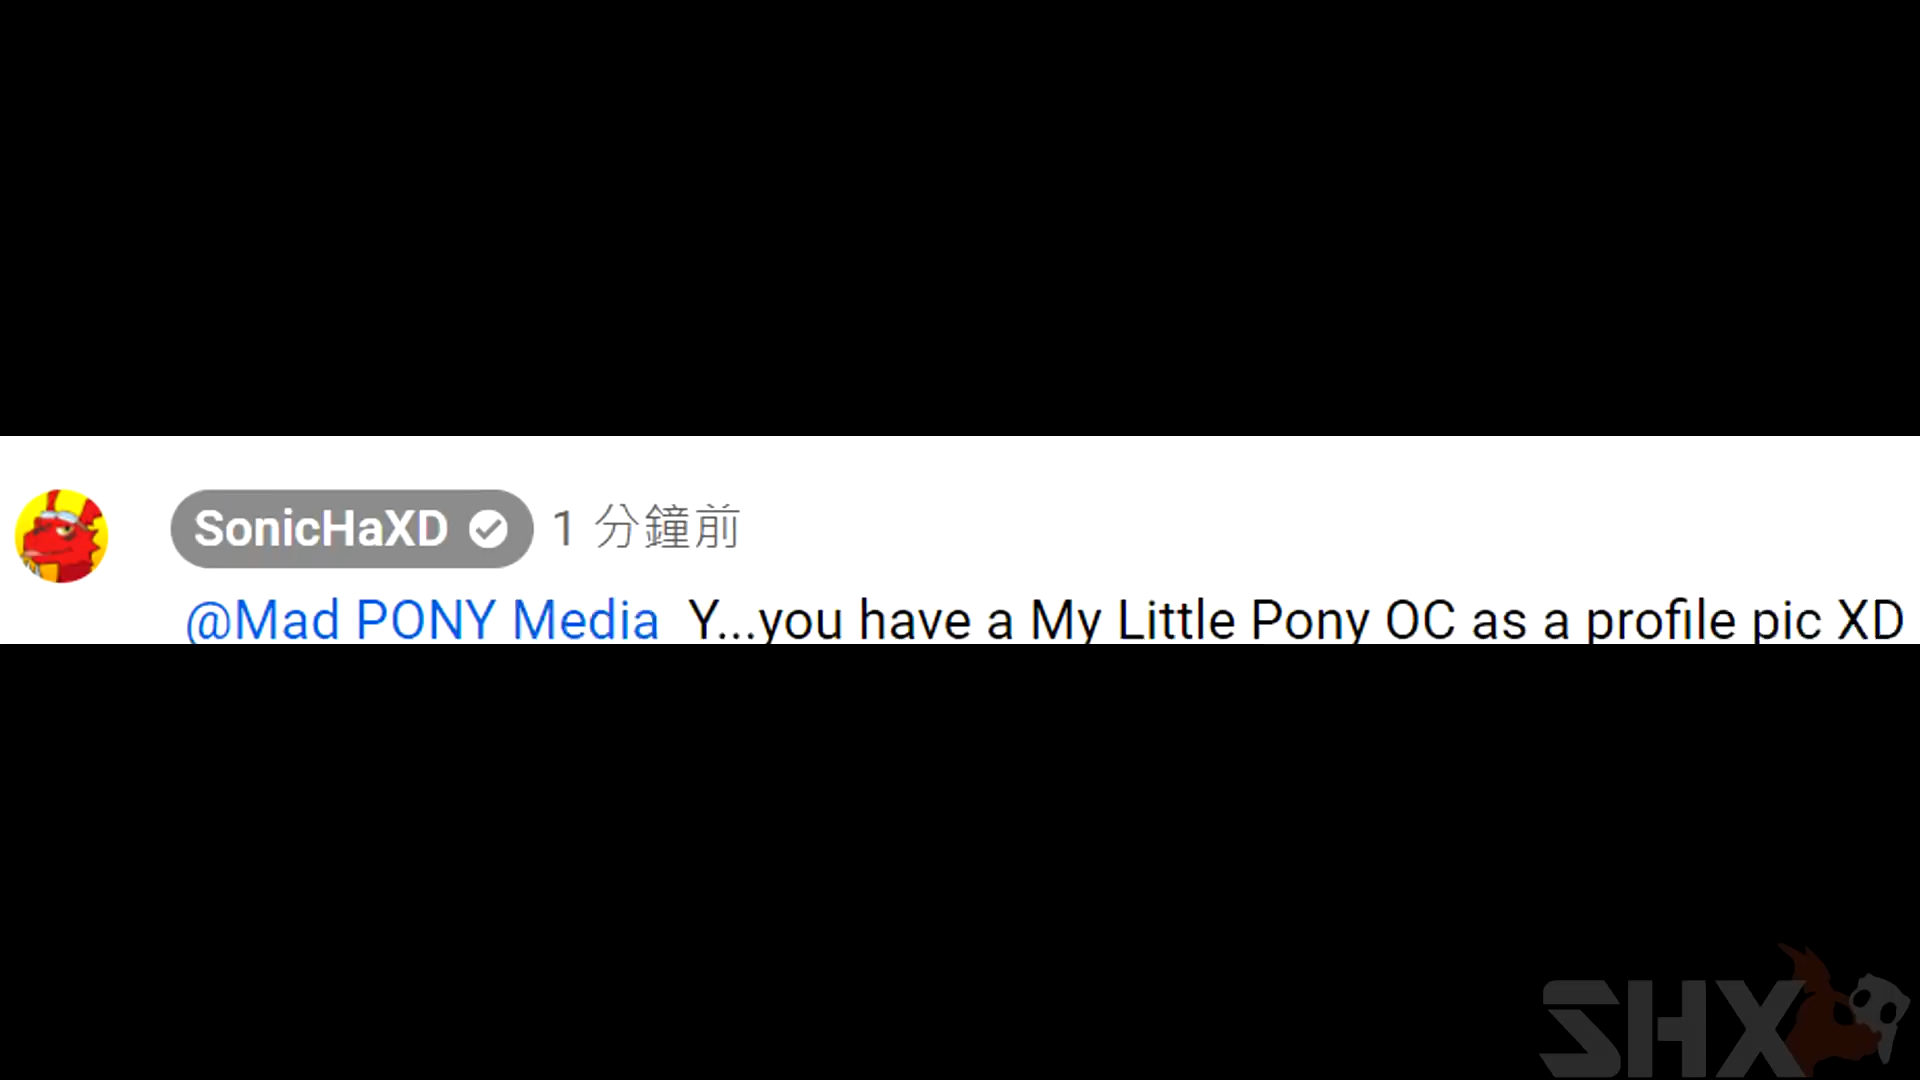 SonicHaXD 1 分鐘前
@Mad PONY Media Y...you have a My Little Pony OC as a profile pic XD
SHX